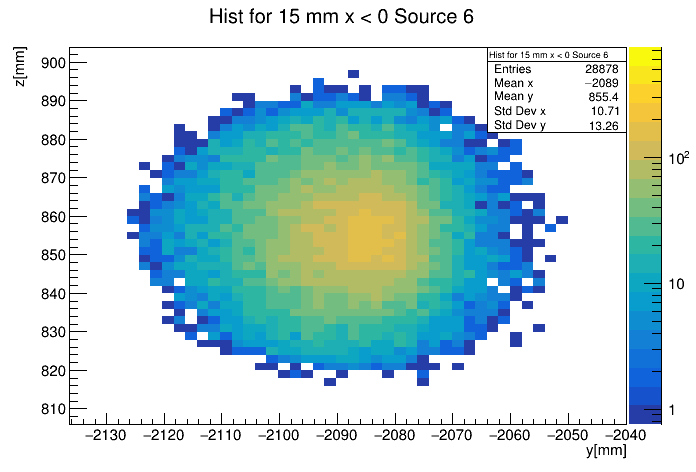 Hist for 15 mm x < 0 Source 6
z[mm]
Hist for 15 mm x < 0 Source 6
Entries 28878
Mean x −2089
Mean y 855.4
Std Dev x 10.71
Std Dev y 13.26
900
890
880
870
860
850
840
830
820
810
10²
10
1
−2130 −2120 −2110 −2100 −2090 −2080 −2070 −2060 −2050 −2040
y[mm]